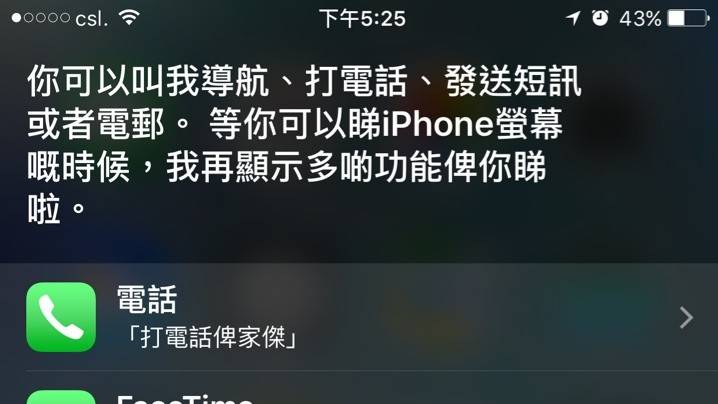 csl.
下午5:25
43%
你可以叫我導航、打電話、發送短訊
或者電郵。 等你可以睇iPhone螢幕
嘅時候，我再顯示多啲功能俾你睇
啦。
電話
「打電話俾家傑」
FaceTime